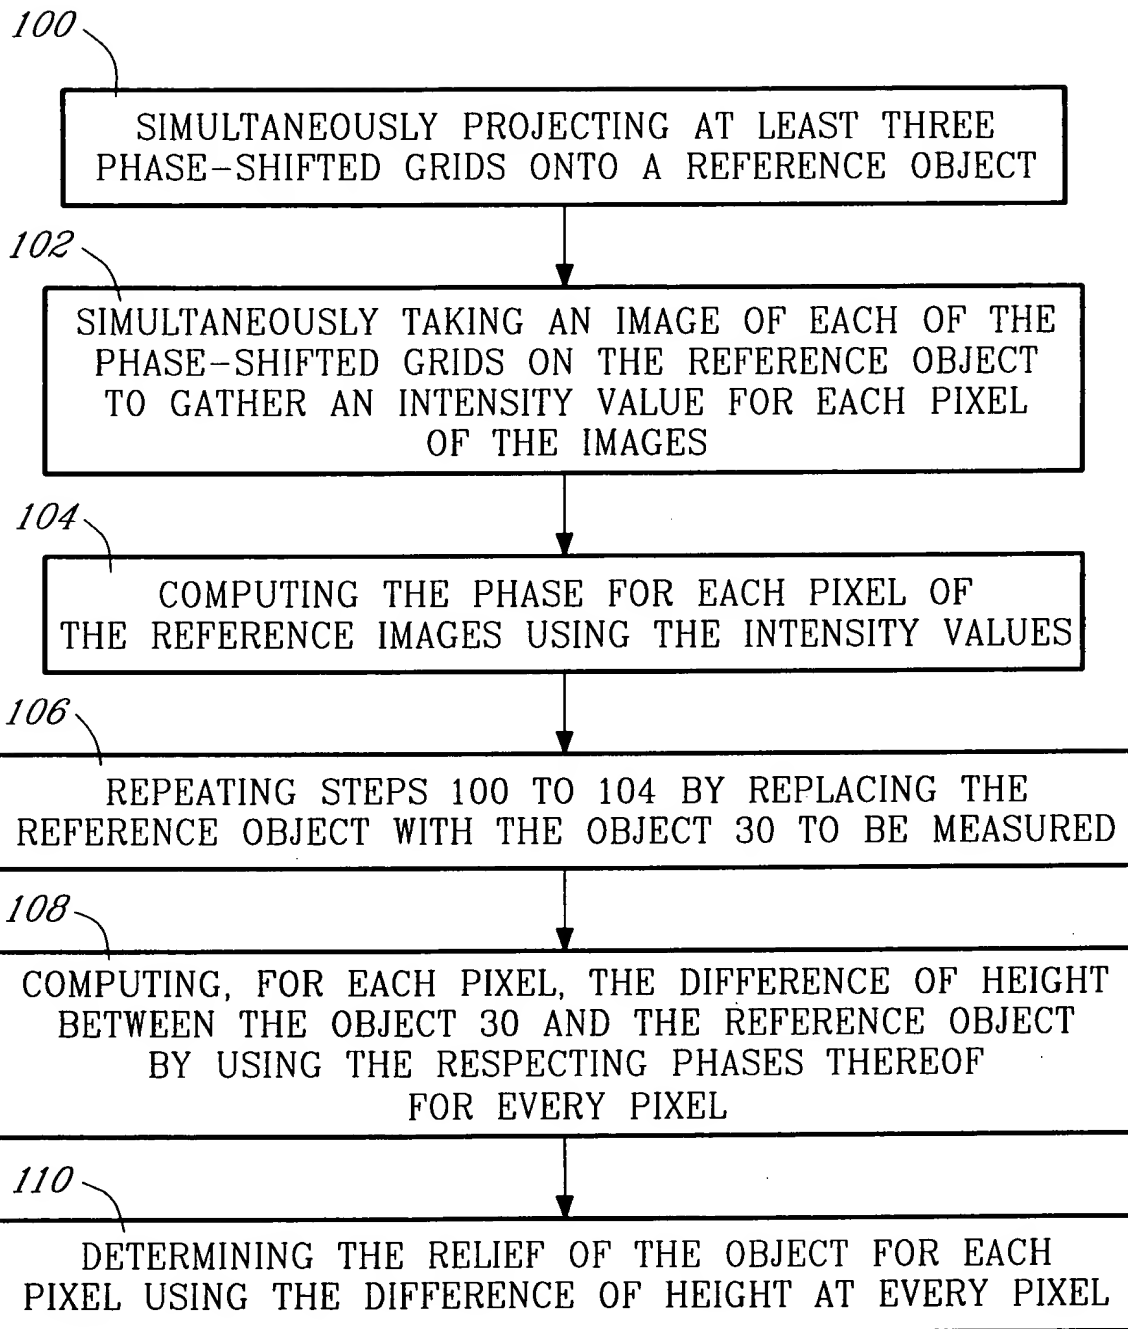 100
SIMULTANEOUSLY PROJECTING AT LEAST THREE
PHASE-SHIFTED GRIDS ONTO A REFERENCE OBJECT
102
SIMULTANEOUSLY TAKING AN IMAGE OF EACH OF THE
PHASE-SHIFTED GRIDS ON THE REFERENCE OBJECT
TO GATHER AN INTENSITY VALUE FOR EACH PIXEL
OF THE IMAGES
104
COMPUTING THE PHASE FOR EACH PIXEL OF
THE REFERENCE IMAGES USING THE INTENSITY VALUES
106
REPEATING STEPS 100 TO 104 BY REPLACING THE
REFERENCE OBJECT WITH THE OBJECT 30 TO BE MEASURED
108
COMPUTING, FOR EACH PIXEL, THE DIFFERENCE OF HEIGHT
BETWEEN THE OBJECT 30 AND THE REFERENCE OBJECT
BY USING THE RESPECTING PHASES THEREOF
FOR EVERY PIXEL
110
DETERMINING THE RELIEF OF THE OBJECT FOR EACH
PIXEL USING THE DIFFERENCE OF HEIGHT AT EVERY PIXEL